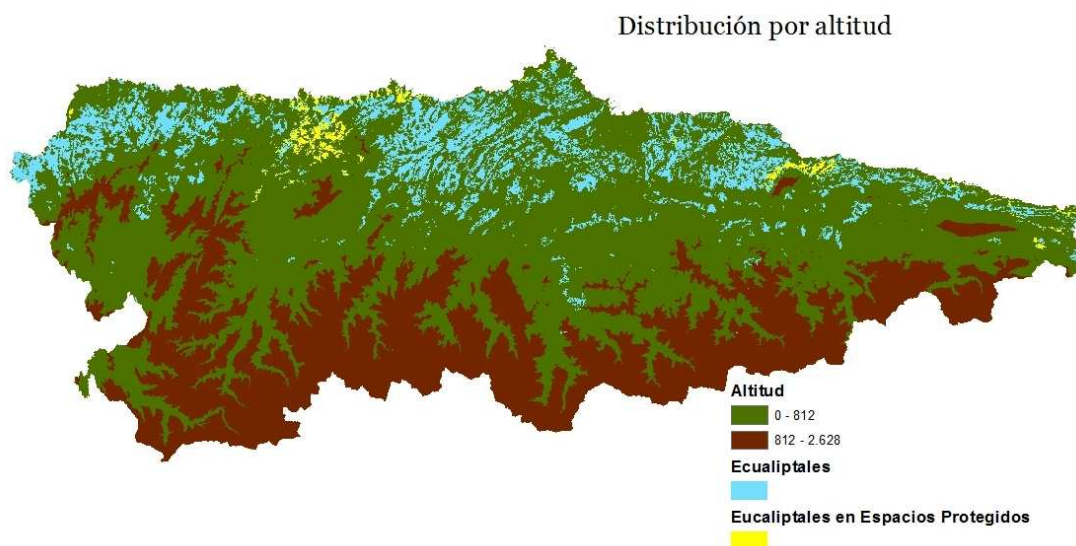 Distribución por altitud
Altitud
0 - 812
812 - 2.628
Ecualiptales
Eucaliptales en Espacios Protegidos